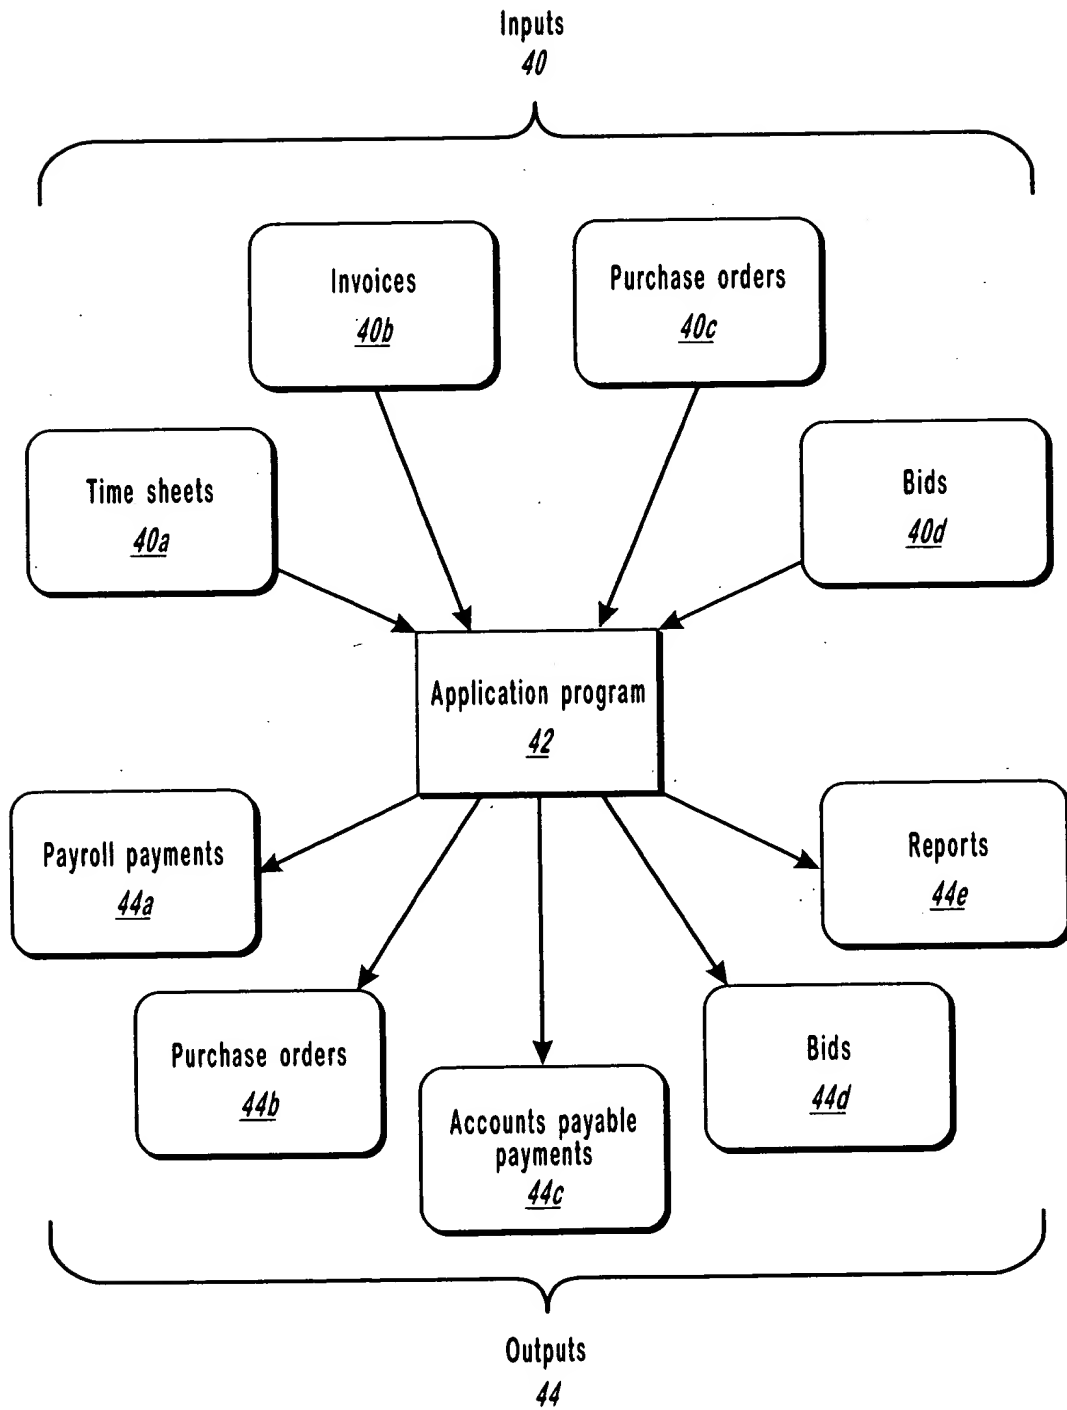 Inputs
40
Invoices
40b
Purchase orders
40c
Time sheets
40a
Bids
40d
Application program
42
Payroll payments
44a
Reports
44e
Purchase orders
44b
Bids
44d
Accounts payable
payments
44c
Outputs
44